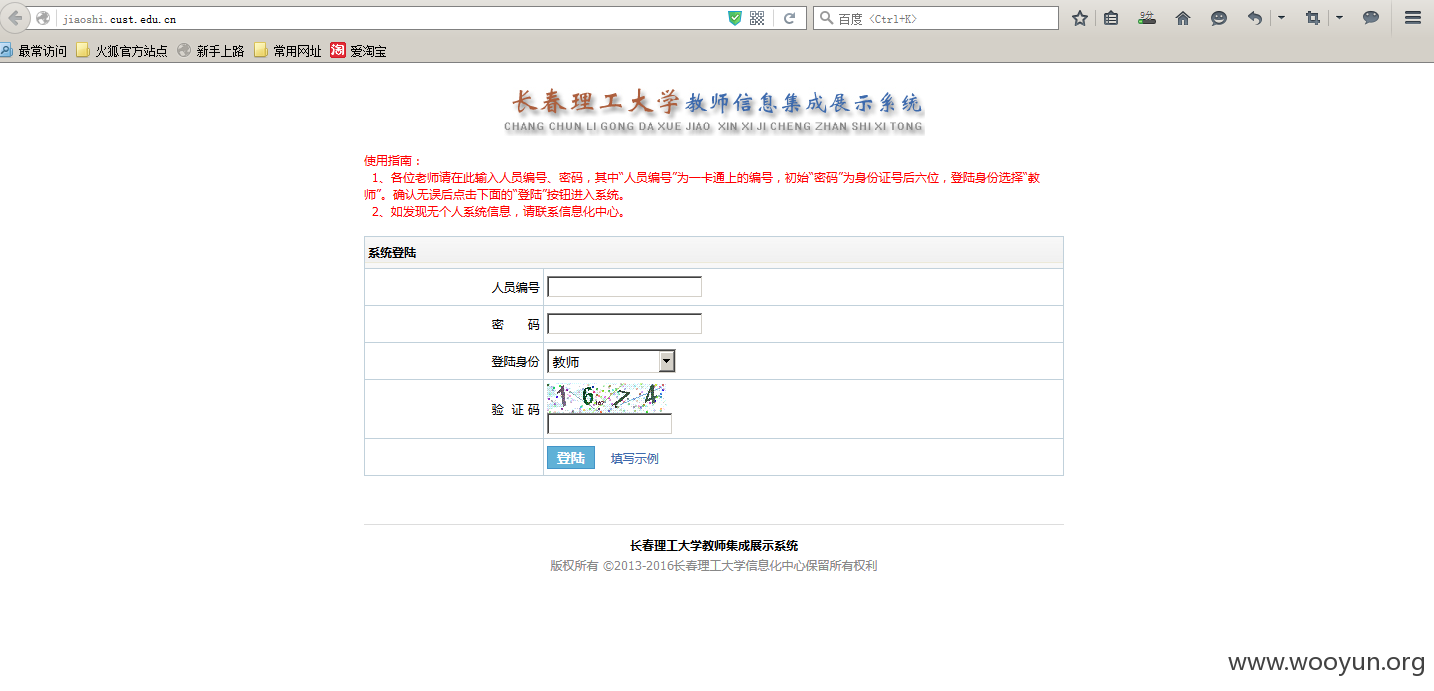 jiaoshi.cust.edu.cn
百度 <Ctrl+K>
最常访问 火狐官方站点 新手上路 常用网址 淘 爱淘宝
长春理工大学教师信息集成展示系统
CHANG CHUN LI GONG DA XUE JIAO XIN XI JI CHENG ZHAN SHI XI TONG
使用指南：
1、各位老师请在此输入人员编号、密码，其中“人员编号”为一卡通上的编号，初始“密码”为身份证号后六位，登陆身份选择“教
师”。确认无误后点击下面的“登陆”按钮进入系统。
2、如发现无个人系统信息，请联系信息化中心。
系统登陆
人员编号
密 码
登陆身份 教师
验 证 码
登陆 填写示例
长春理工大学教师集成展示系统
版权所有 ©2013-2016长春理工大学信息化中心保留所有权利
www.wooyun.org